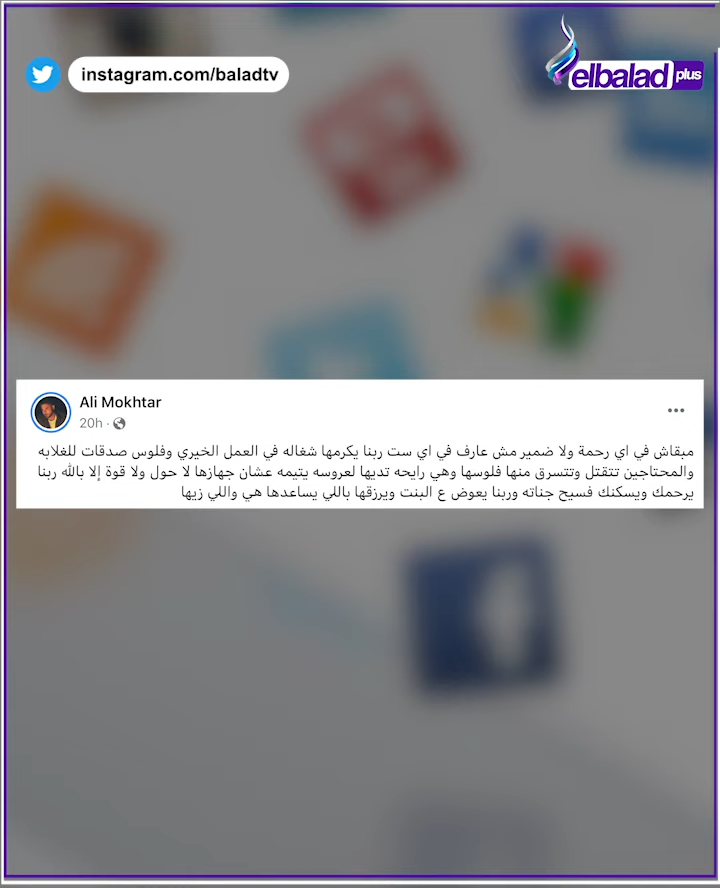 instagram.com/baladtv
elbalad plus
Ali Mokhtar
20h ·
مبقاش في اي رحمة ولا ضمير مش عارف في اي ست ربنا يكرمها شغاله في العمل الخيري وفلوس صدقات للغلابه
والمحتاجين تتقتل وتتسرق منها فلوسها وهي رايحه تديها لعروسه يتيمه عشان جهازها لا حول ولا قوة إلا بالله ربنا
يرحمك ويسكنك فسيح جناته وربنا يعوض ع البنت ويرزقها باللي يساعدها هي واللي زيها